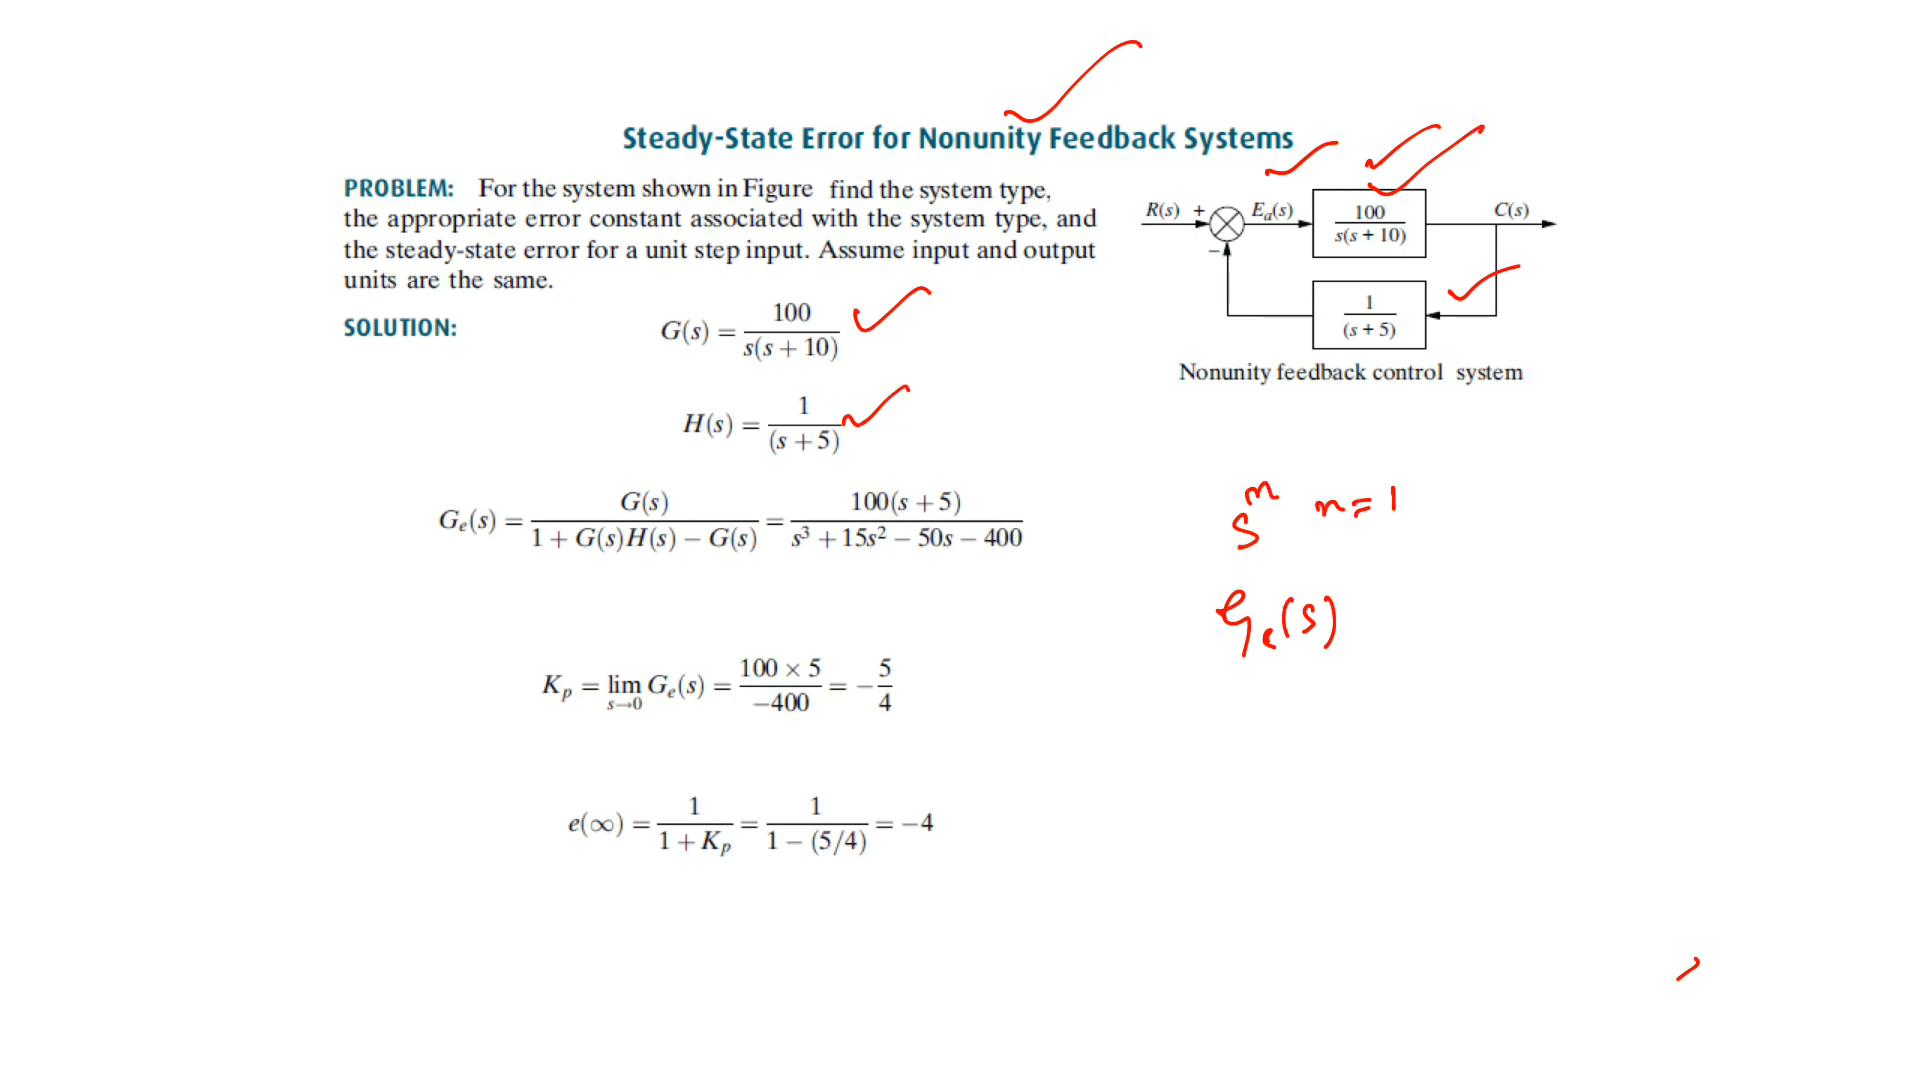 Steady-State Error for Nonunity Feedback Systems
PROBLEM: For the system shown in Figure find the system type,
the appropriate error constant associated with the system type, and
the steady-state error for a unit step input. Assume input and output
units are the same.
R(s) + − Ea(s) 100 / s(s + 10) C(s)
1 / (s + 5)
Nonunity feedback control system
SOLUTION: G(s) = 100 / s(s + 10)
H(s) = 1 / (s + 5)
Ge(s) = G(s) / 1 + G(s)H(s) − G(s) = 100(s + 5) / s³ + 15s² − 50s − 400
s^n n = 1
Ge(s)
Kp = lim s→0 Ge(s) = 100 × 5 / −400 = − 5/4
e(∞) = 1 / 1 + Kp = 1 / 1 − (5/4) = −4